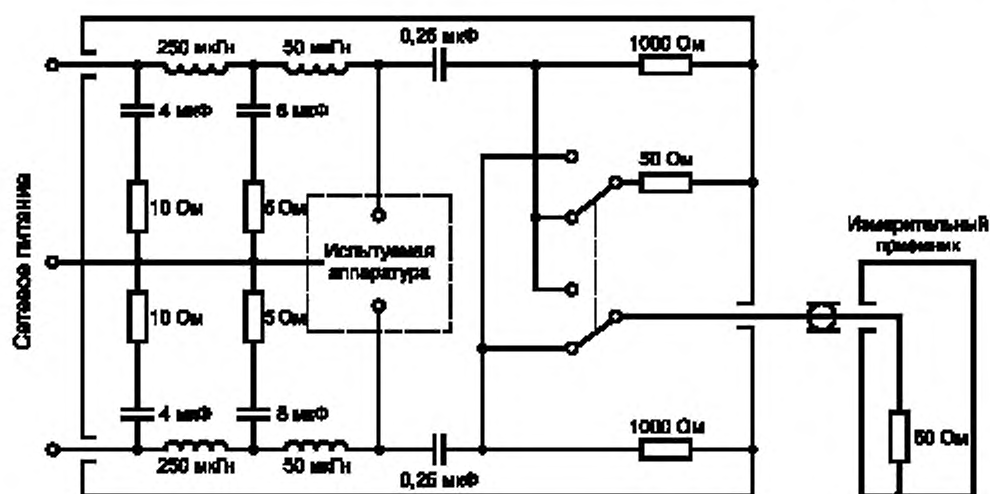 250 мкГн
50 мкГн
0,25 мкФ
1000 Ом
4 мкФ
8 мкФ
50 Ом
10 Ом
5 Ом
Сетевое питание
Испытуемая
аппаратура
Измерительный
приемник
10 Ом
5 Ом
4 мкФ
8 мкФ
1000 Ом
50 Ом
250 мкГн
50 мкГн
0,25 мкФ